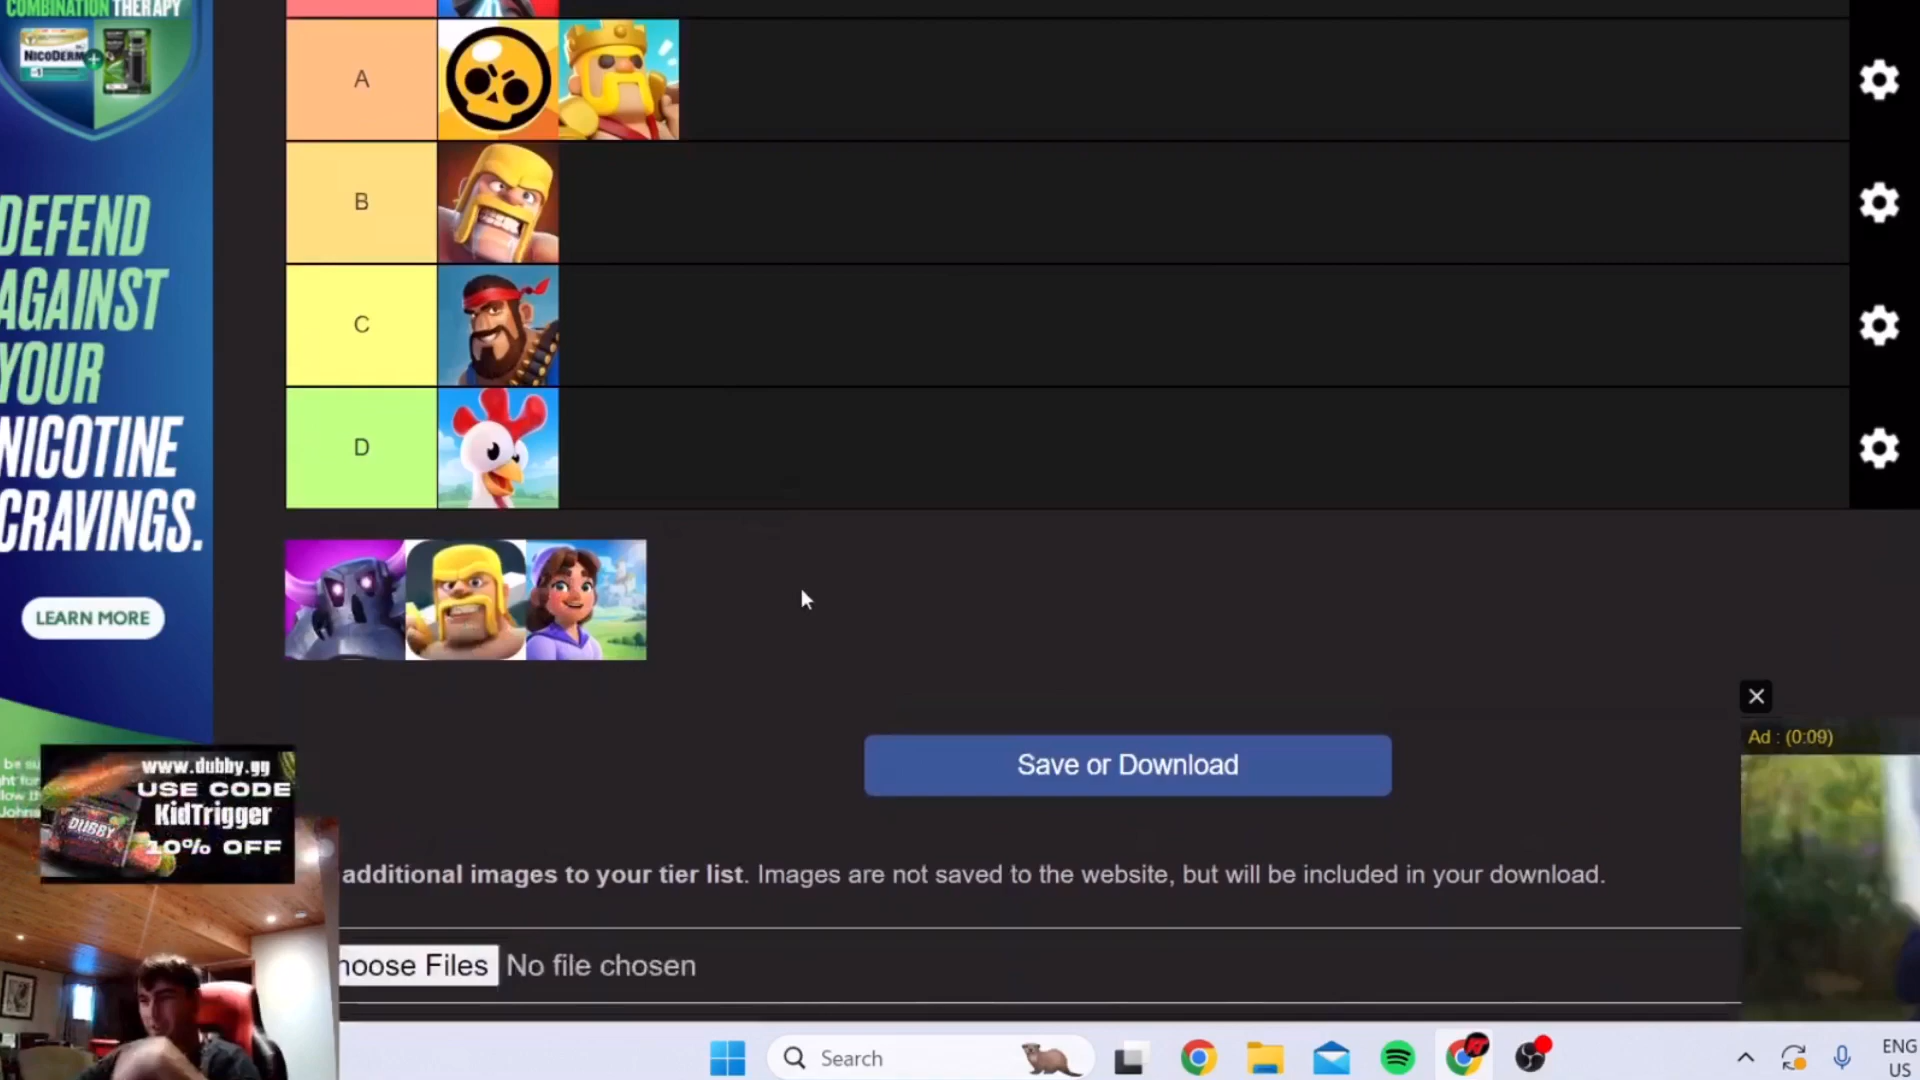 COMBINATION THERAPY
NICODERM
DEFEND
AGAINST
YOUR
NICOTINE
CRAVINGS.
LEARN MORE
A
B
C
D
Save or Download
Ad : (0:09)
www.dubby.gg
USE CODE
KidTrigger
10% OFF
DUBBY
additional images to your tier list. Images are not saved to the website, but will be included in your download.
hoose Files No file chosen
Search
ENG
US